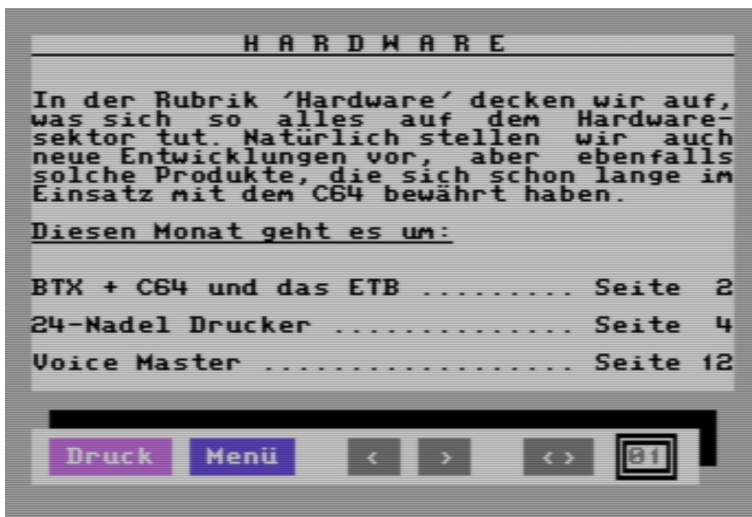 H A R D W A R E
In der Rubrik 'Hardware' decken wir auf,
was sich so alles auf dem Hardware-
sektor tut. Natürlich stellen wir auch
neue Entwicklungen vor, aber ebenfalls
solche Produkte, die sich schon lange im
Einsatz mit dem C64 bewährt haben.
Diesen Monat geht es um:
BTX + C64 und das ETB ......... Seite 2
24-Nadel Drucker .............. Seite 4
Voice Master .................. Seite 12
Druck Menü < > <> 01